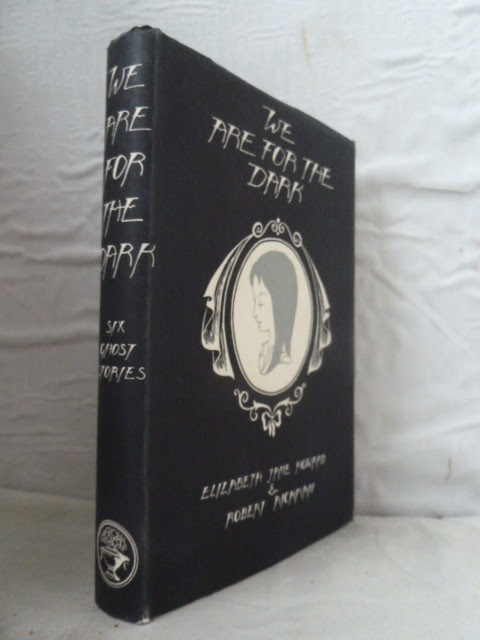 WE
ARE
FOR
THE
DARK
SIX
GHOST
STORIES
WE
ARE FOR THE
DARK
ELIZABETH JANE HOWARD
&
ROBERT AICKMAN